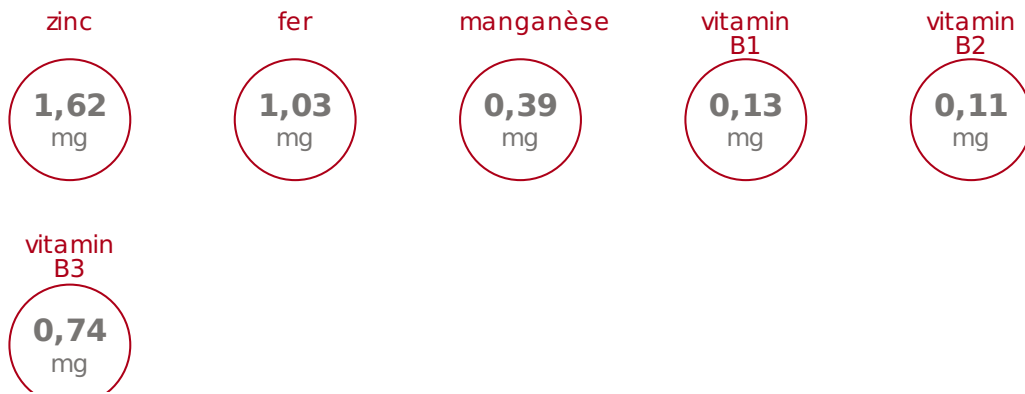 zinc
1,62
mg
fer
1,03
mg
manganèse
0,39
mg
vitamin
B1
0,13
mg
vitamin
B2
0,11
mg
vitamin
B3
0,74
mg